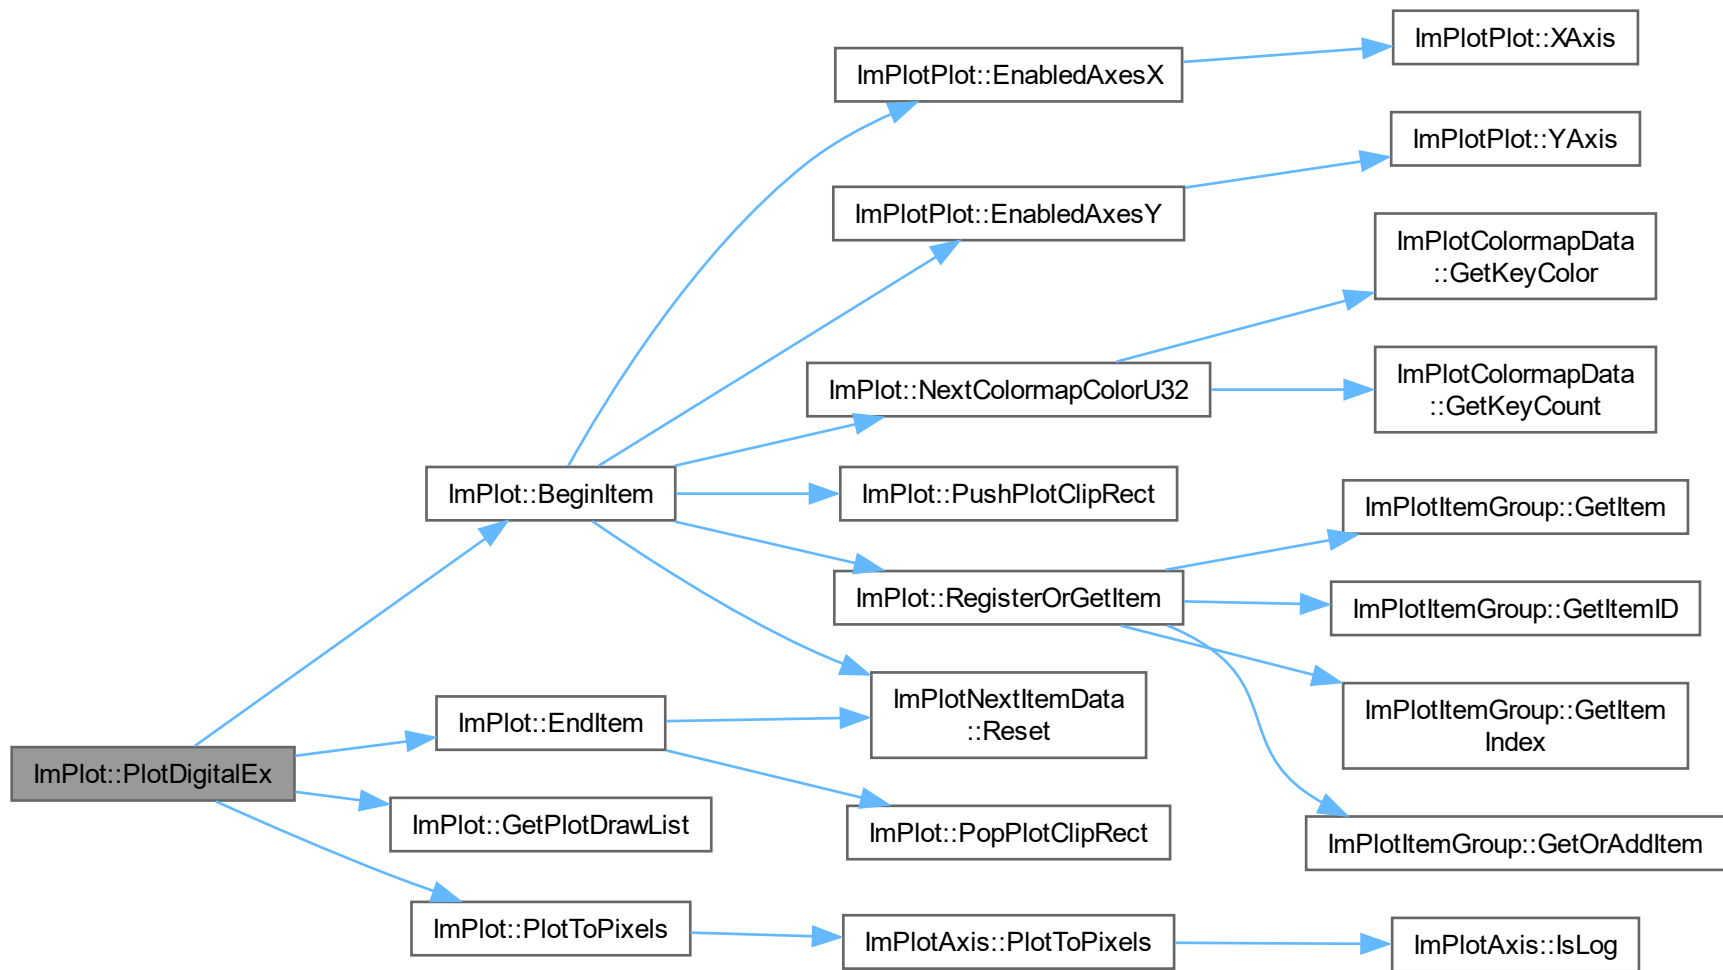 ImPlotPlot::XAxis
ImPlotPlot::EnabledAxesX
ImPlotPlot::YAxis
ImPlotPlot::EnabledAxesY
ImPlotColormapData
::GetKeyColor
ImPlot::NextColormapColorU32
ImPlotColormapData
::GetKeyCount
ImPlot::BeginItem
ImPlot::PushPlotClipRect
ImPlotItemGroup::GetItem
ImPlot::RegisterOrGetItem
ImPlotItemGroup::GetItemID
ImPlotNextItemData
::Reset
ImPlotItemGroup::GetItem
Index
ImPlot::EndItem
ImPlot::PlotDigitalEx
ImPlot::GetPlotDrawList
ImPlot::PopPlotClipRect
ImPlotItemGroup::GetOrAddItem
ImPlot::PlotToPixels
ImPlotAxis::PlotToPixels
ImPlotAxis::IsLog